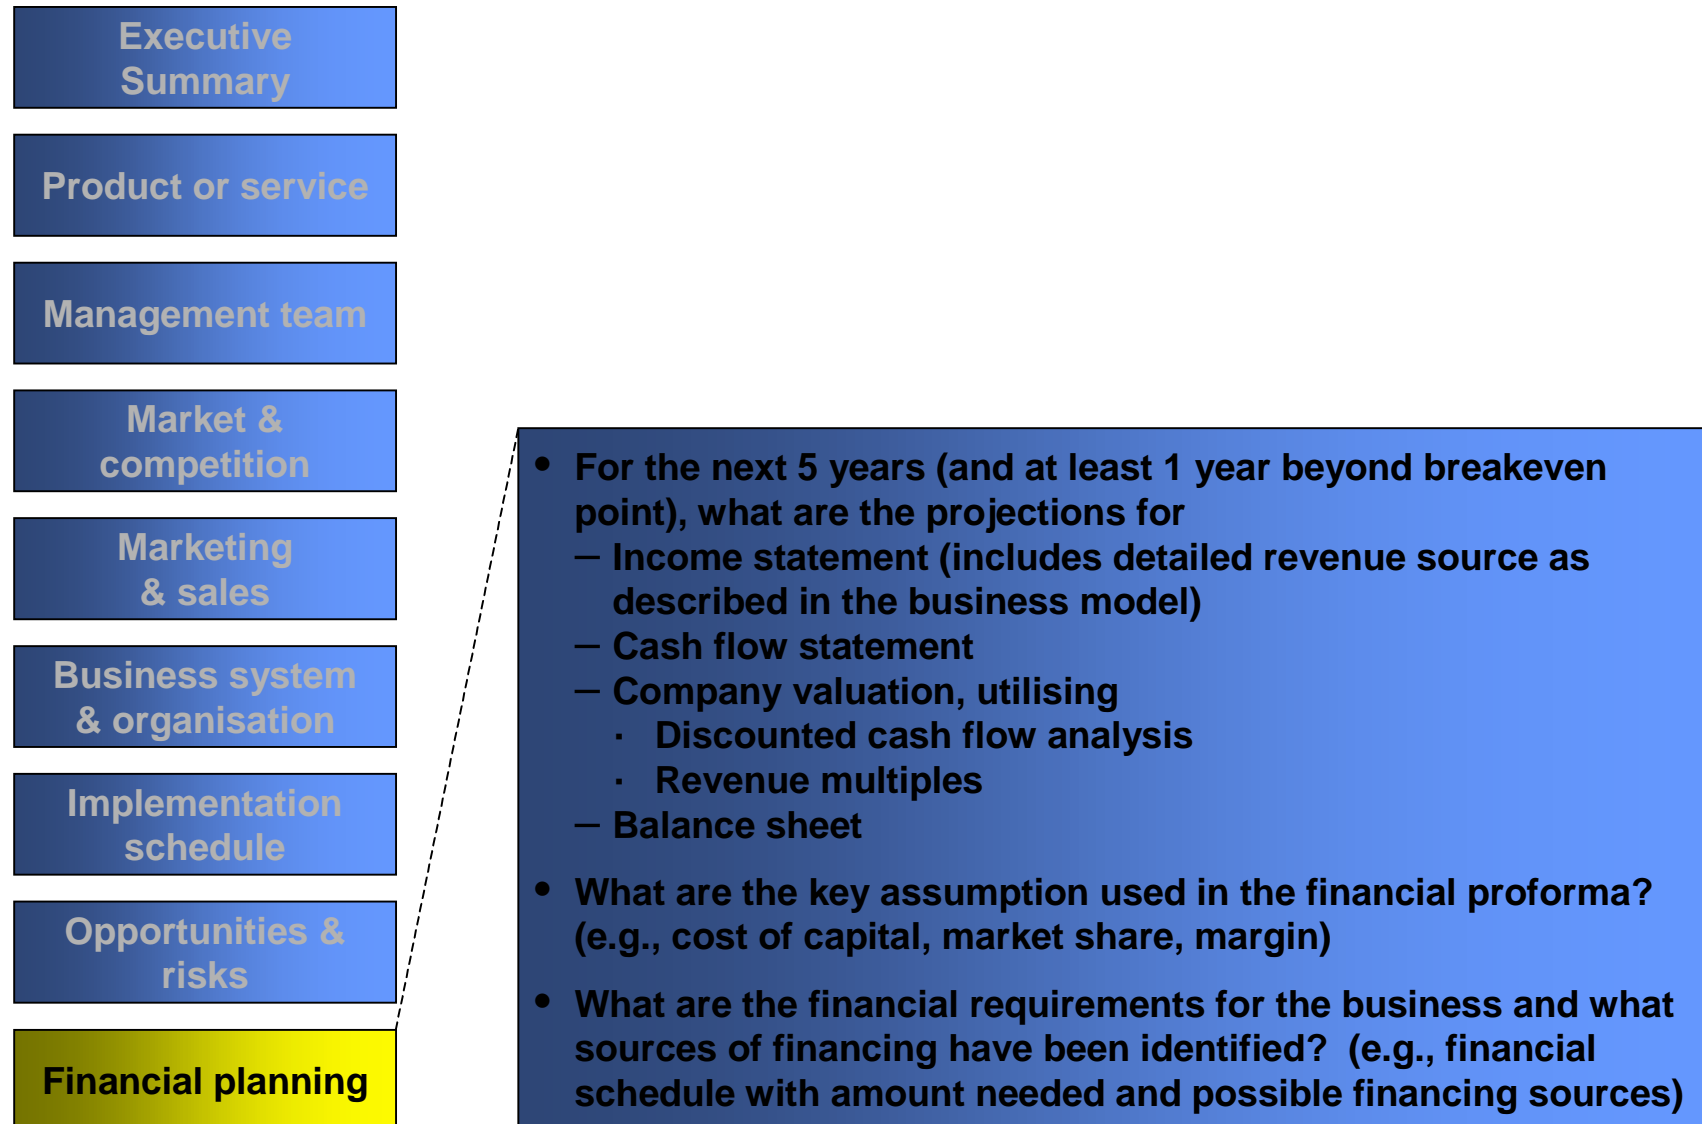 Executive
Summary
Product or service
Management team
Market &
competition
Marketing
& sales
Business system
& organisation
Implementation
schedule
Opportunities &
risks
Financial planning
• For the next 5 years (and at least 1 year beyond breakeven
point), what are the projections for
– Income statement (includes detailed revenue source as
described in the business model)
– Cash flow statement
– Company valuation, utilising
· Discounted cash flow analysis
· Revenue multiples
– Balance sheet
• What are the key assumption used in the financial proforma?
(e.g., cost of capital, market share, margin)
• What are the financial requirements for the business and what
sources of financing have been identified? (e.g., financial
schedule with amount needed and possible financing sources)